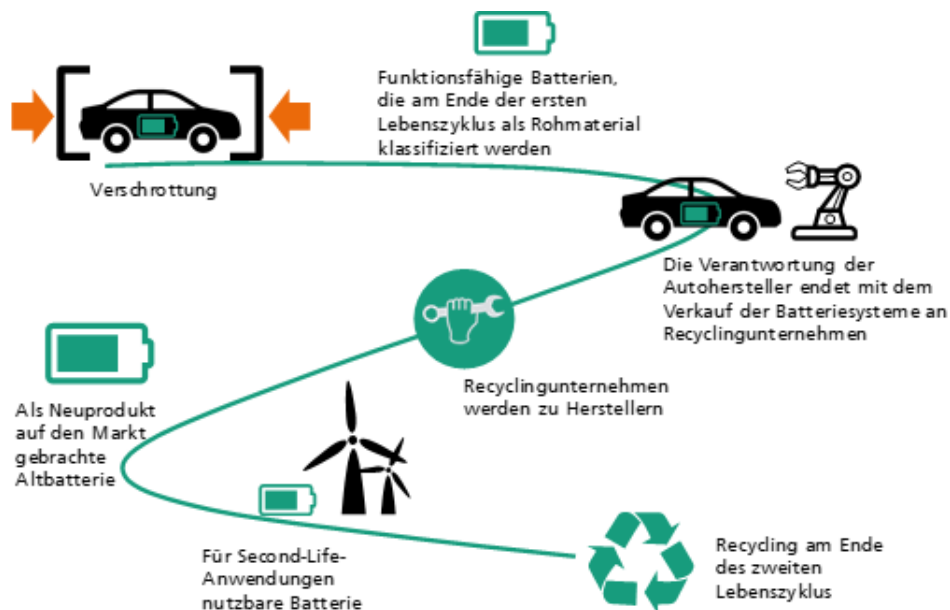 Funktionsfähige Batterien,
die am Ende der ersten
Lebenszyklus als Rohmaterial
klassifiziert werden
Verschrottung
Die Verantwortung der
Autohersteller endet mit dem
Verkauf der Batteriesysteme an
Recyclingunternehmen
Recyclingunternehmen
werden zu Herstellern
Als Neuprodukt
auf den Markt
gebrachte
Altbatterie
Für Second-Life-
Anwendungen
nutzbare Batterie
Recycling am Ende
des zweiten
Lebenszyklus